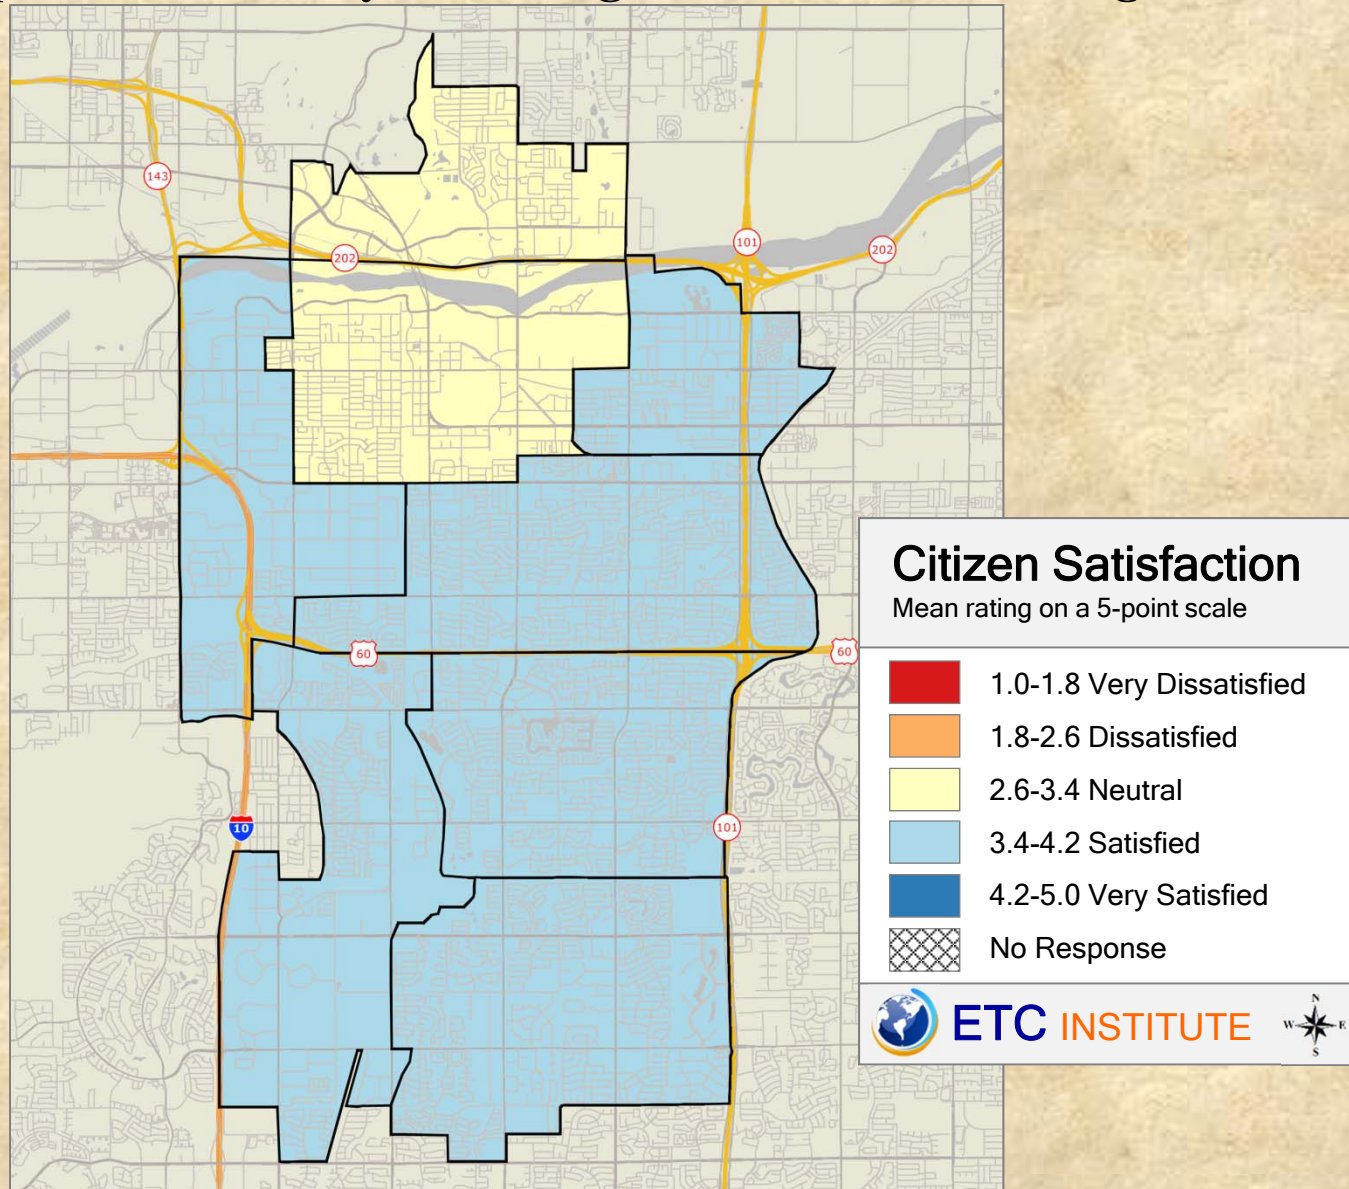 143
202
101
202
60
60
10
101
Citizen Satisfaction
Mean rating on a 5-point scale
1.0-1.8 Very Dissatisfied
1.8-2.6 Dissatisfied
2.6-3.4 Neutral
3.4-4.2 Satisfied
4.2-5.0 Very Satisfied
No Response
ETC INSTITUTE
N
W E
S